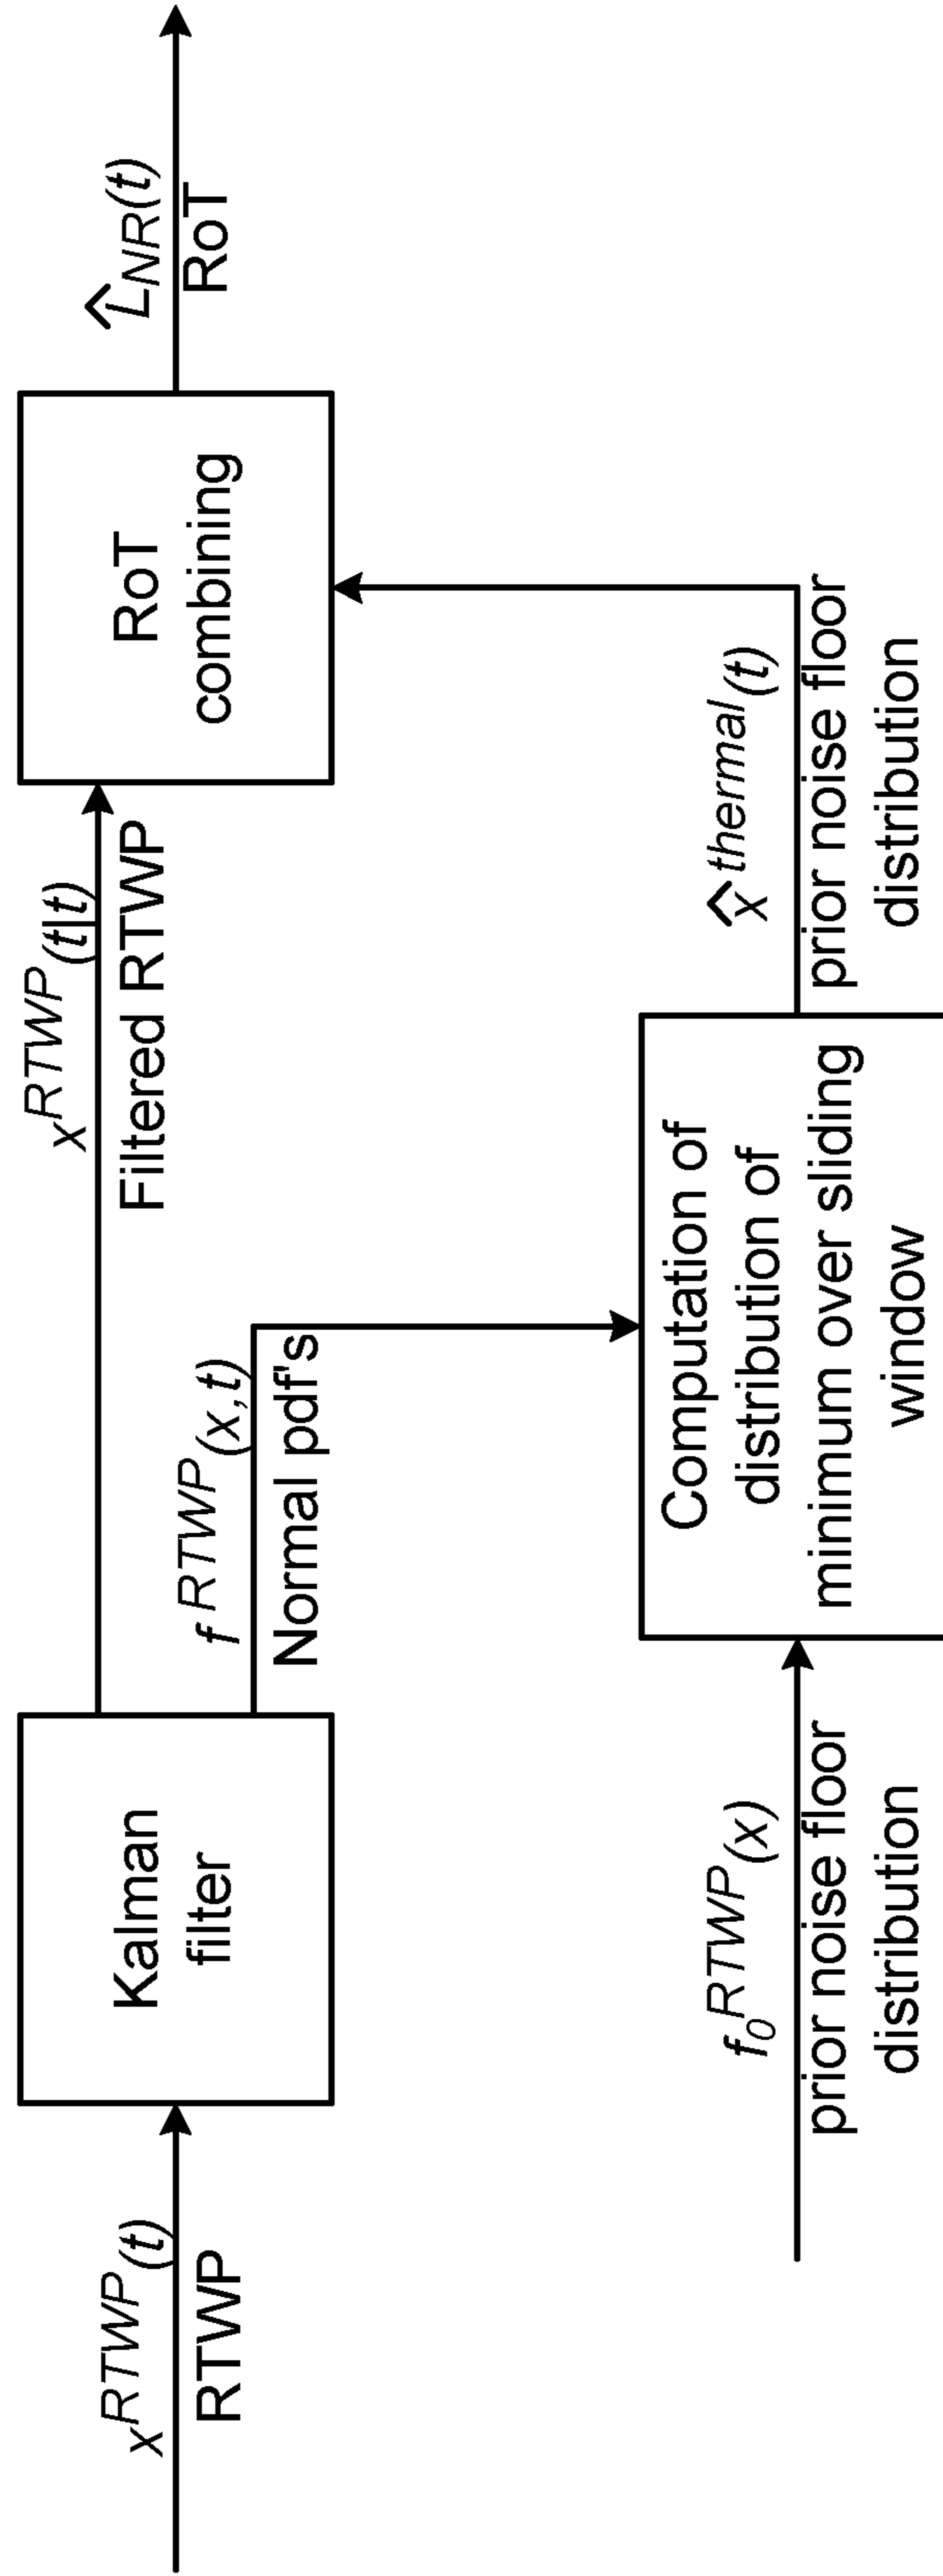 x^RTWP(t)
RTWP
Kalman
filter
x^RTWP(t|t)
Filtered RTWP
f^RTWP(x,t)
Normal pdf's
RoT
combining
L̂_NR(t)
RoT
f_0^RTWP(x)
prior noise floor
distribution
Computation of
distribution of
minimum over sliding
window
x̂^thermal(t)
prior noise floor
distribution